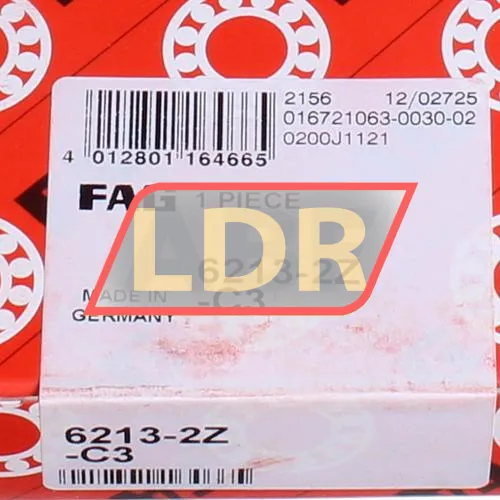 2156 12/02725
016721063-0030-02
0200J1121
4 012801 164665
FAG 1 PIECE
LDR
6213-2Z
-C3
MADE IN
GERMANY
6213-2Z
-C3